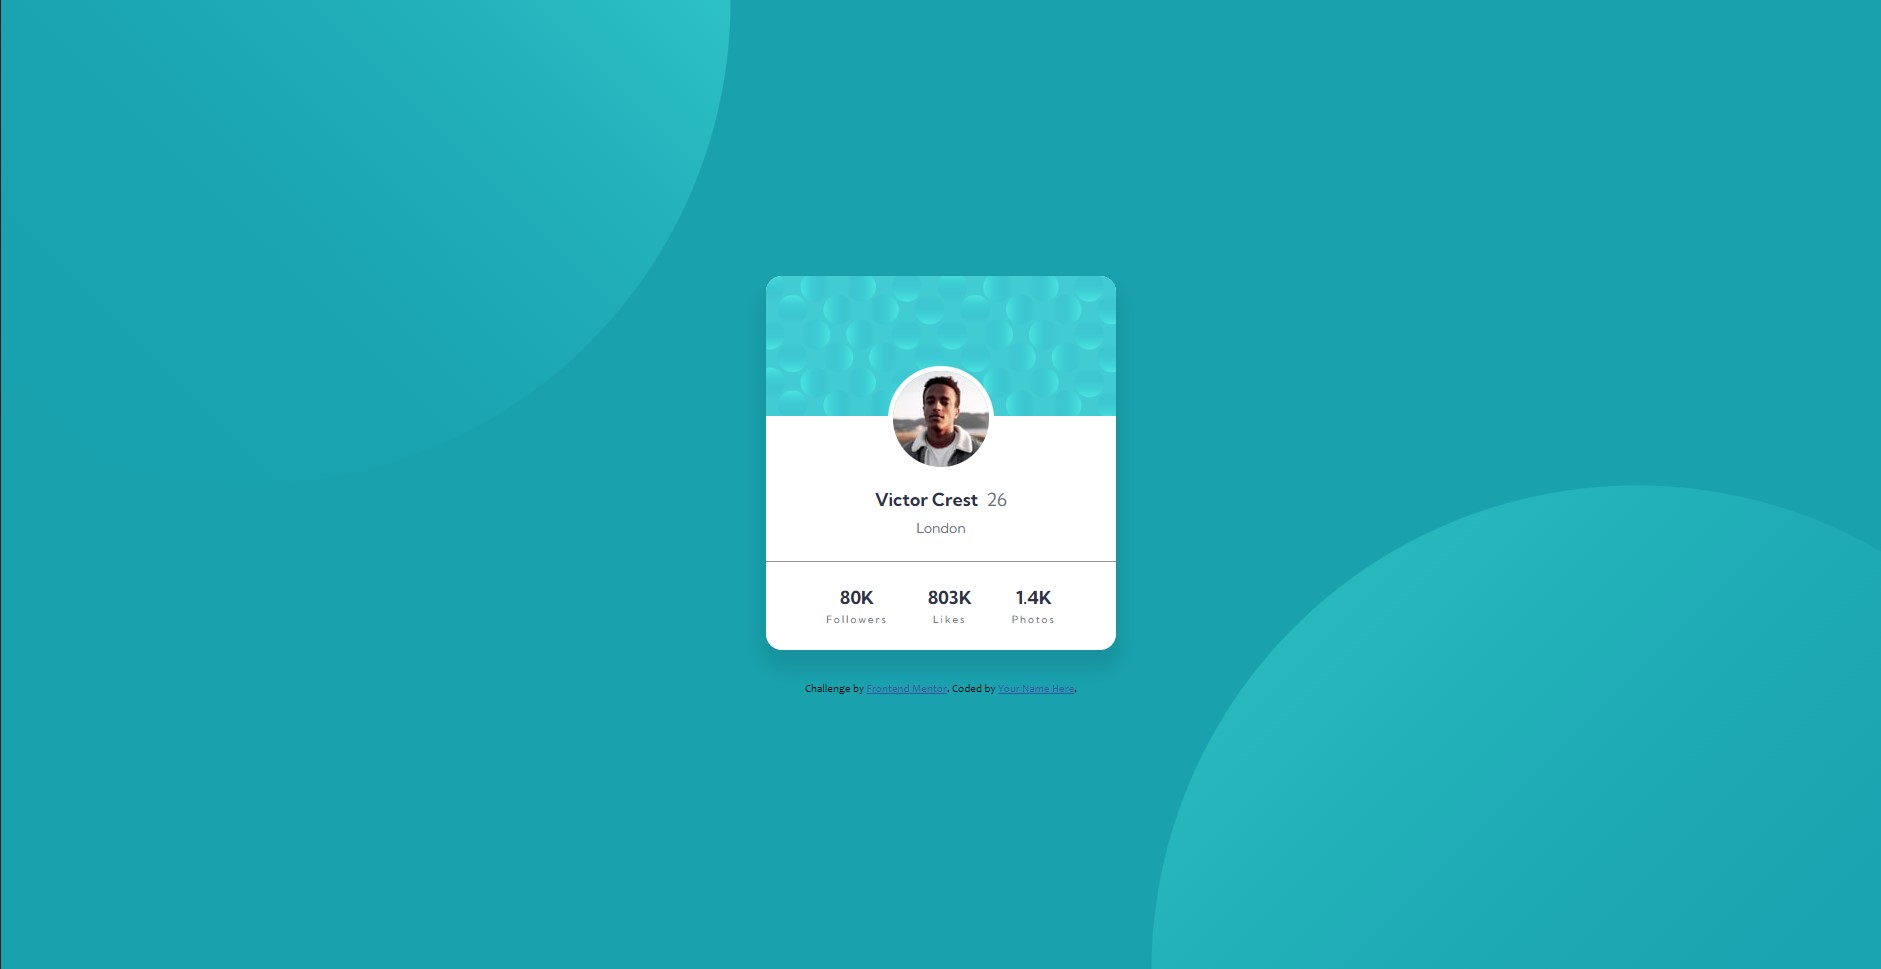 Victor Crest 26
London
80K 803K 1.4K
Followers Likes Photos
Challenge by Frontend Mentor. Coded by Your Name Here.